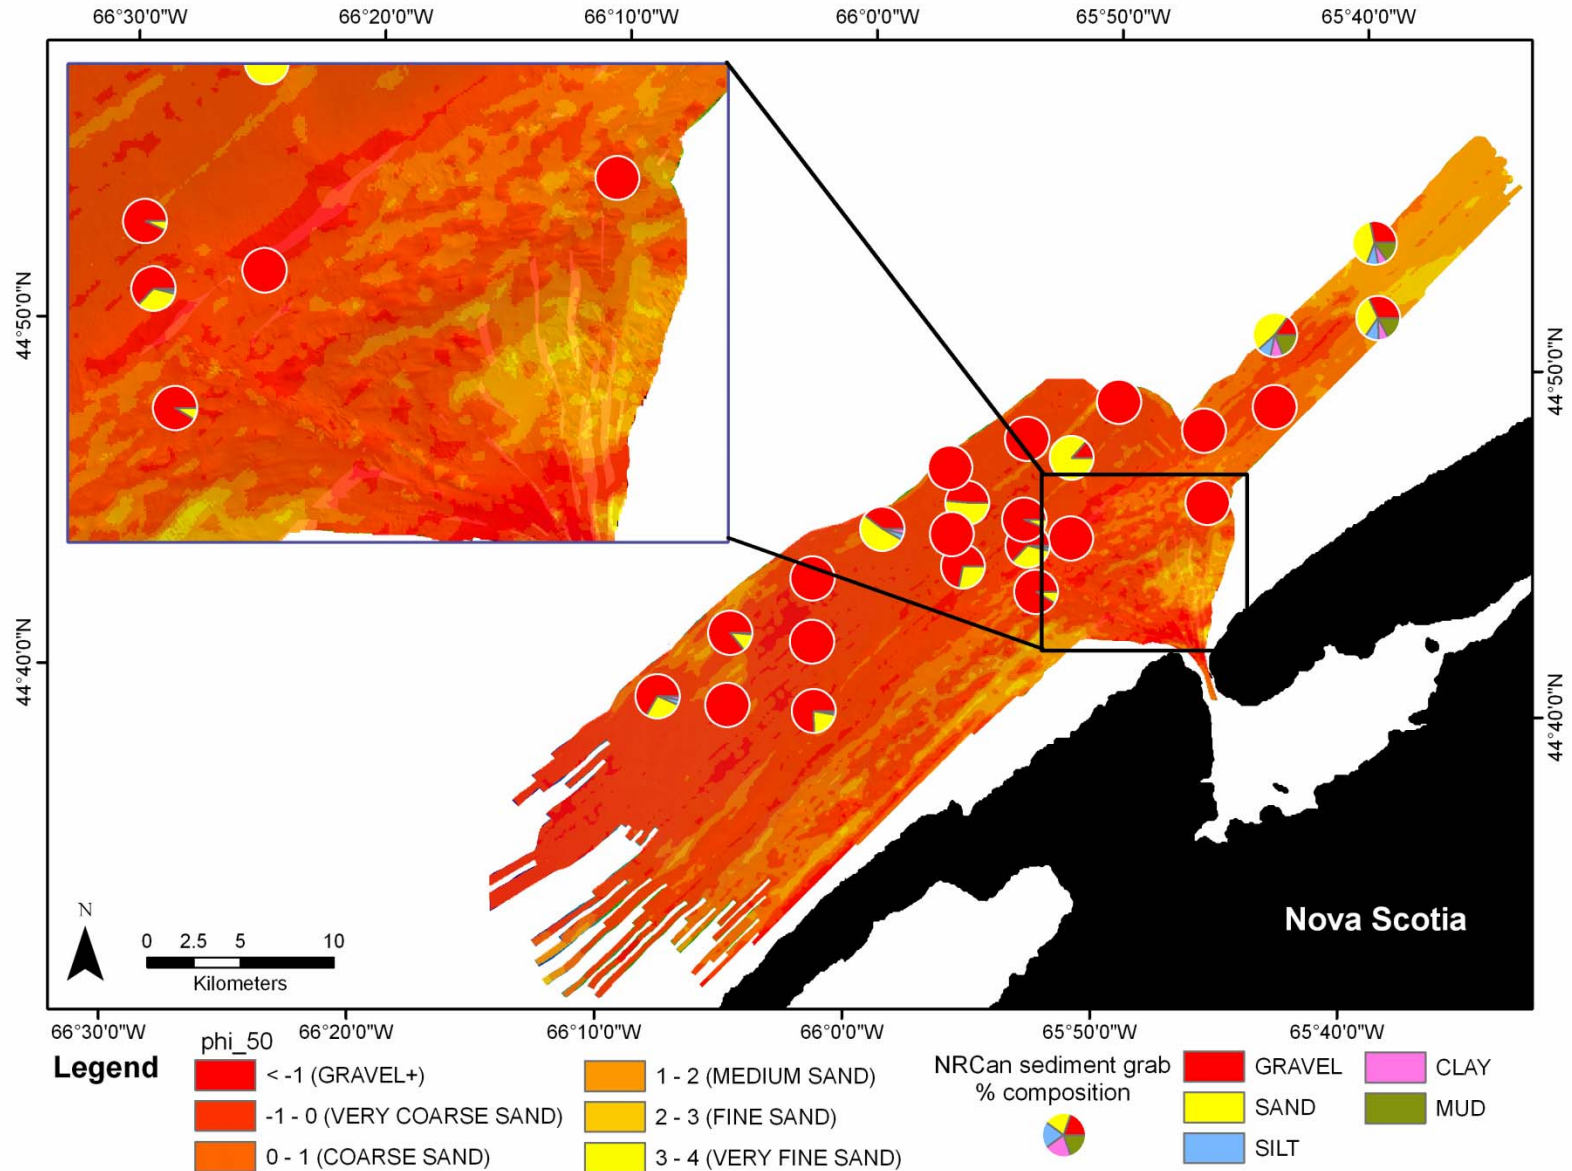 66°30'0"W 66°20'0"W 66°10'0"W 66°00'0"W 65°50'0"W 65°40'0"W
44°50'0"N
44°50'0"N
44°40'0"N
44°40'0"N
Nova Scotia
N
0 2.5 5 10
Kilometers
66°30'0"W 66°20'0"W 66°10'0"W 66°0'0"W 65°50'0"W 65°40'0"W
Legend
phi_50
< -1 (GRAVEL+)
-1 - 0 (VERY COARSE SAND)
0 - 1 (COARSE SAND)
1 - 2 (MEDIUM SAND)
2 - 3 (FINE SAND)
3 - 4 (VERY FINE SAND)
NRCan sediment grab
% composition
GRAVEL
SAND
SILT
CLAY
MUD